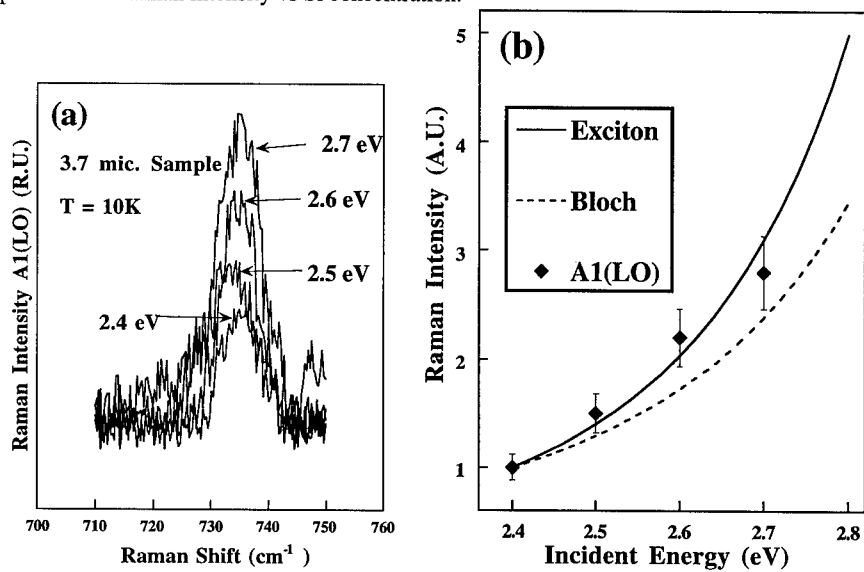 (a)
3.7 mic. Sample
T = 10K
2.7 eV
2.6 eV
2.5 eV
2.4 eV
Raman Intensity A1(LO) (R.U.)
700 710 720 730 740 750 760
Raman Shift (cm⁻¹)
(b)
Exciton
Bloch
A1(LO)
Raman Intensity (A.U.)
5
4
3
2
1
2.4 2.5 2.6 2.7 2.8
Incident Energy (eV)